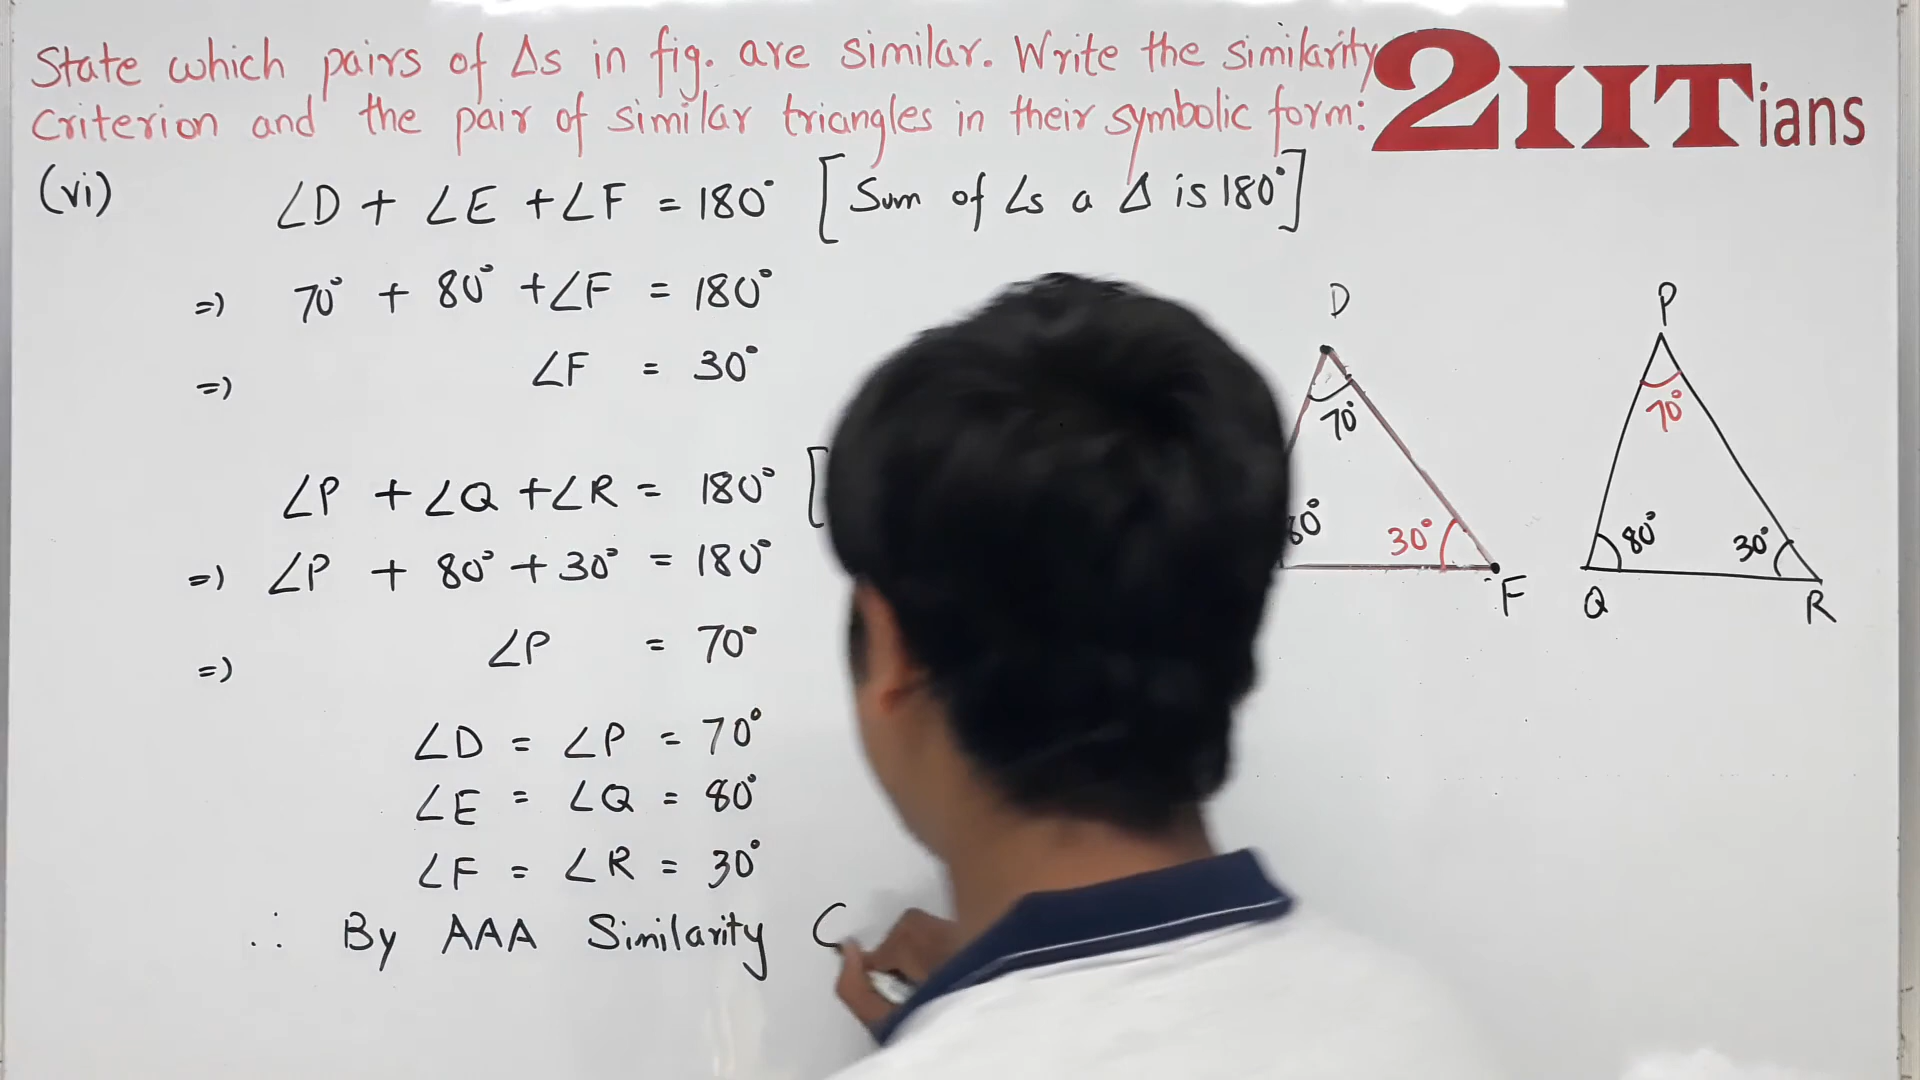 State which pairs of Δs in fig. are similar. Write the similarity
criterion and the pair of similar triangles in their symbolic form:
2IITians
(vi) ∠D + ∠E + ∠F = 180° [Sum of ∠s a Δ is 180°]
=) 70° + 80° + ∠F = 180°
=) ∠F = 30°
∠P + ∠Q + ∠R = 180° [
=) ∠P + 80° + 30° = 180°
=) ∠P = 70°
∠D = ∠P = 70°
∠E = ∠Q = 80°
∠F = ∠R = 30°
∴ By AAA Similarity C
D
70°
80°
30°
F
P
70°
80°
30°
Q
R